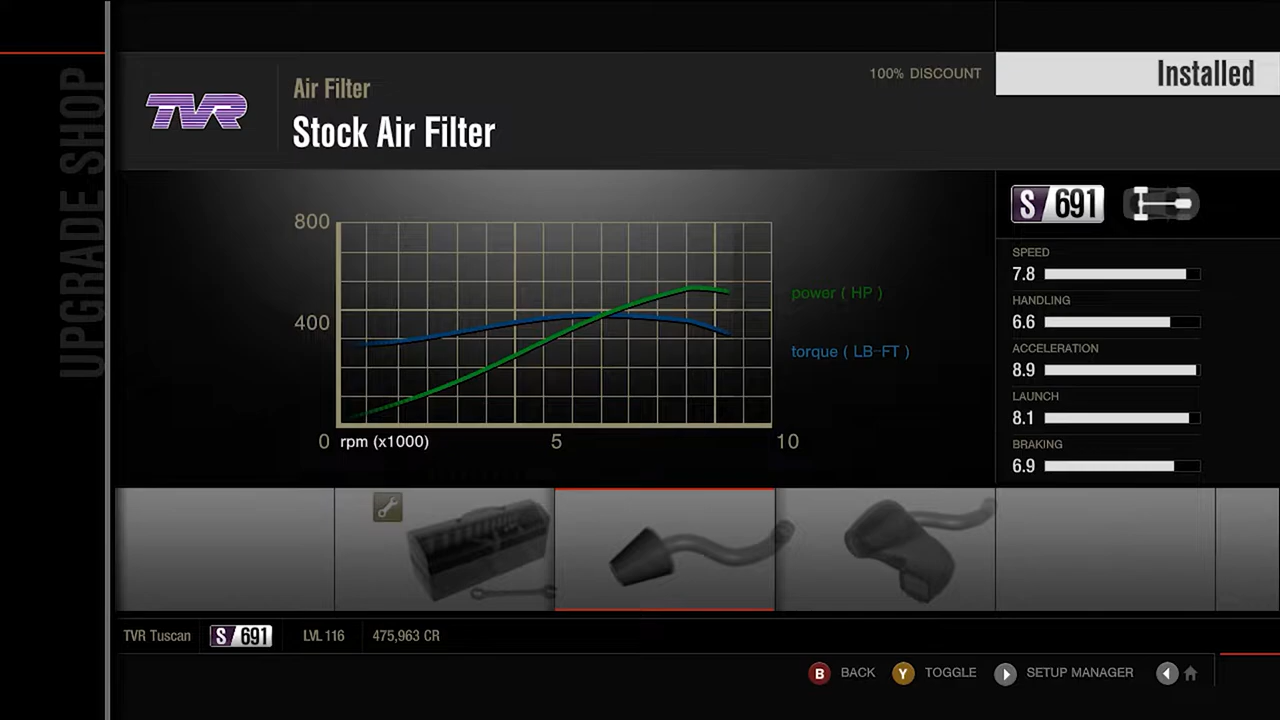 UPGRADE SHOP
TVR
Air Filter
Stock Air Filter
100% DISCOUNT
Installed
800
400
0
rpm (x1000)
5
10
power ( HP )
torque ( LB-FT )
S 691
SPEED
7.8
HANDLING
6.6
ACCELERATION
8.9
LAUNCH
8.1
BRAKING
6.9
TVR Tuscan S 691 LVL 116 475,963 CR
B BACK Y TOGGLE SETUP MANAGER